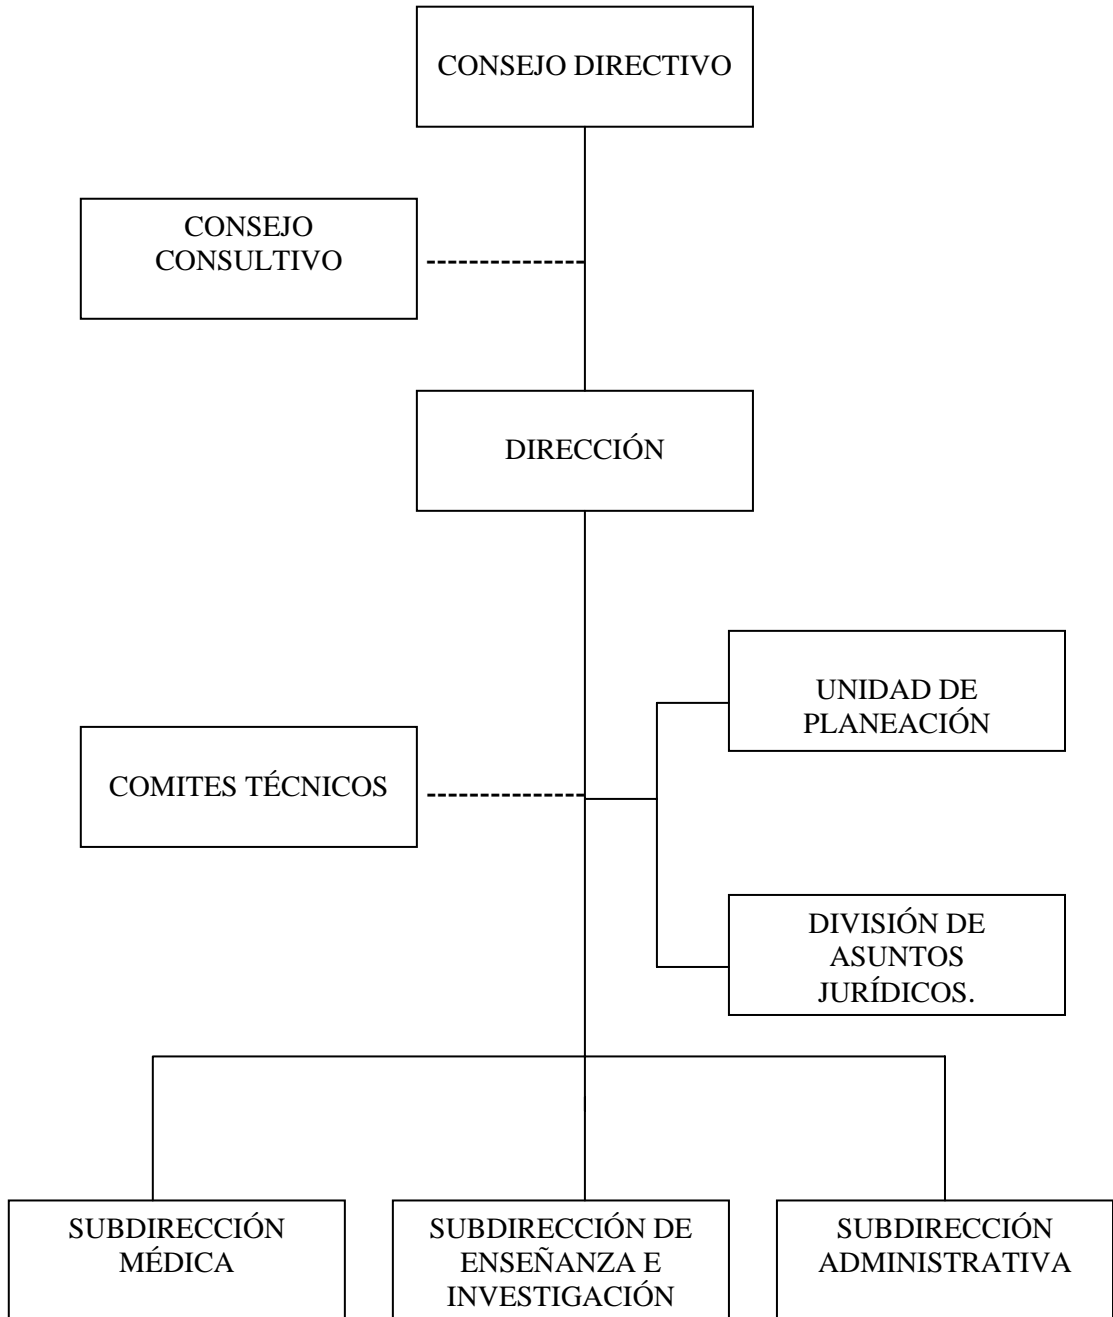 CONSEJO DIRECTIVO
CONSEJO
CONSULTIVO
DIRECCIÓN
UNIDAD DE
PLANEACIÓN
COMITES TÉCNICOS
DIVISIÓN DE
ASUNTOS
JURÍDICOS.
SUBDIRECCIÓN
MÉDICA
SUBDIRECCIÓN DE
ENSEÑANZA E
INVESTIGACIÓN
SUBDIRECCIÓN
ADMINISTRATIVA